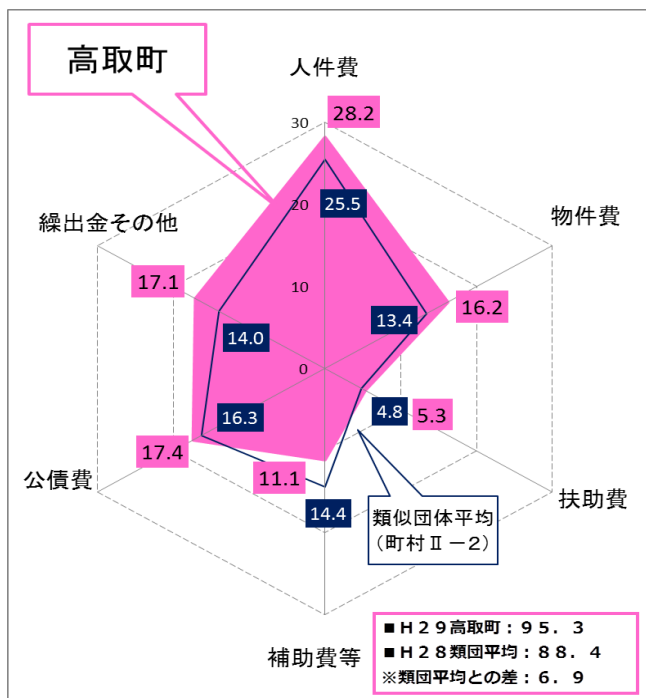 高取町
人件費
30
28.2
20
25.5
物件費
繰出金その他
17.1
10
16.2
13.4
14.0
0
4.8
5.3
16.3
17.4
11.1
公債費
扶助費
14.4
類似団体平均
(町村Ⅱ－2)
補助費等
■H29高取町：95．3
■H28類団平均：88．4
※類団平均との差：6．9